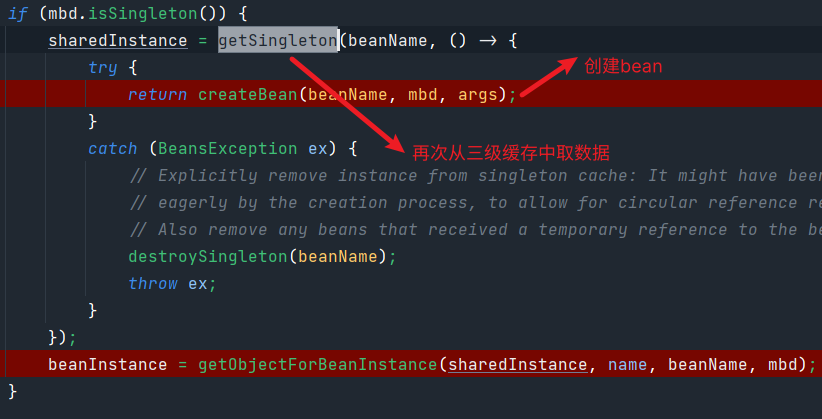 if (mbd.isSingleton()) {
sharedInstance = getSingleton(beanName, () -> {
try {
创建bean
return createBean(beanName, mbd, args);
}
catch (BeansException ex) {
再次从三级缓存中取数据
// Explicitly remove instance from singleton cache: It might have been
// eagerly by the creation process, to allow for circular reference re
// Also remove any beans that received a temporary reference to the be
destroySingleton(beanName);
throw ex;
}
});
beanInstance = getObjectForBeanInstance(sharedInstance, name, beanName, mbd);
}